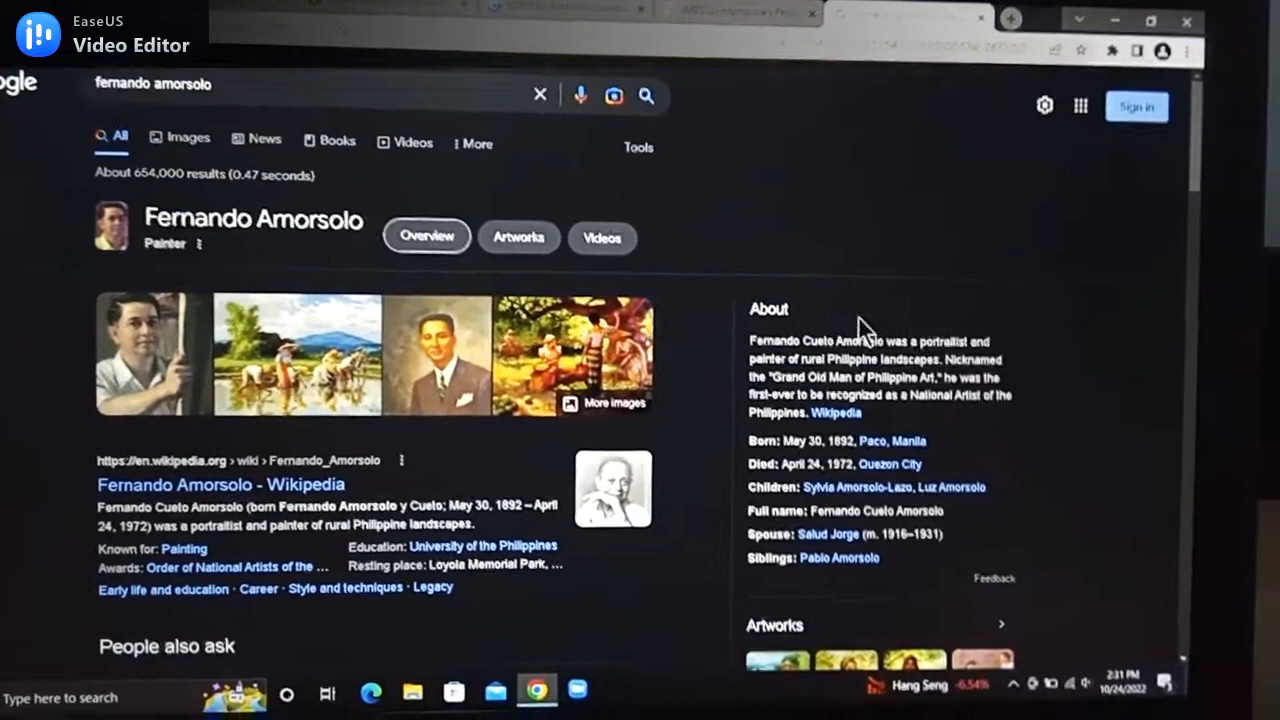 EaseUS
Video Editor
ogle
fernando amorsolo
Sign in
All
Images
News
Books
Videos
More
Tools
About 654,000 results (0.47 seconds)
Fernando Amorsolo
Painter
Overview
Artworks
Videos
More images
About
Fernando Cueto Amorsolo was a portraitist and
painter of rural Philippine landscapes. Nicknamed
the "Grand Old Man of Philippine Art," he was the
first-ever to be recognized as a National Artist of the
Philippines. Wikipedia
Born: May 30, 1892, Paco, Manila
Died: April 24, 1972, Quezon City
Children: Sylvia Amorsolo-Lazo, Luz Amorsolo
Full name: Fernando Cueto Amorsolo
Spouse: Salud Jorge (m. 1916–1931)
Siblings: Pablo Amorsolo
Feedback
Artworks
https://en.wikipedia.org › wiki › Fernando_Amorsolo
Fernando Amorsolo - Wikipedia
Fernando Cueto Amorsolo (born Fernando Amorsolo y Cueto; May 30, 1892 – April
24, 1972) was a portraitist and painter of rural Philippine landscapes.
Known for: Painting
Education: University of the Philippines
Awards: Order of National Artists of the ...
Resting place: Loyola Memorial Park, ...
Early life and education · Career · Style and techniques · Legacy
People also ask
Type here to search
Hang Seng -6.54%
2:31 PM
10/24/2022